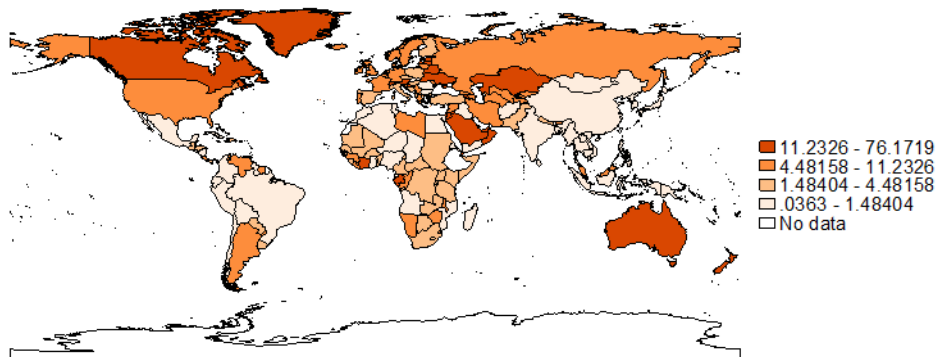 11.2326 - 76.1719
4.48158 - 11.2326
1.48404 - 4.48158
.0363 - 1.48404
No data